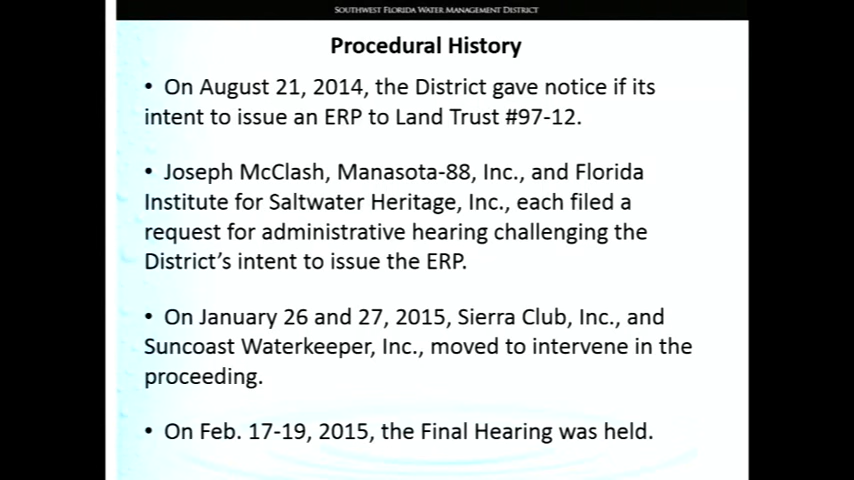 SOUTHWEST FLORIDA WATER MANAGEMENT DISTRICT
Procedural History
• On August 21, 2014, the District gave notice if its
intent to issue an ERP to Land Trust #97-12.
• Joseph McClash, Manasota-88, Inc., and Florida
Institute for Saltwater Heritage, Inc., each filed a
request for administrative hearing challenging the
District's intent to issue the ERP.
• On January 26 and 27, 2015, Sierra Club, Inc., and
Suncoast Waterkeeper, Inc., moved to intervene in the
proceeding.
• On Feb. 17-19, 2015, the Final Hearing was held.